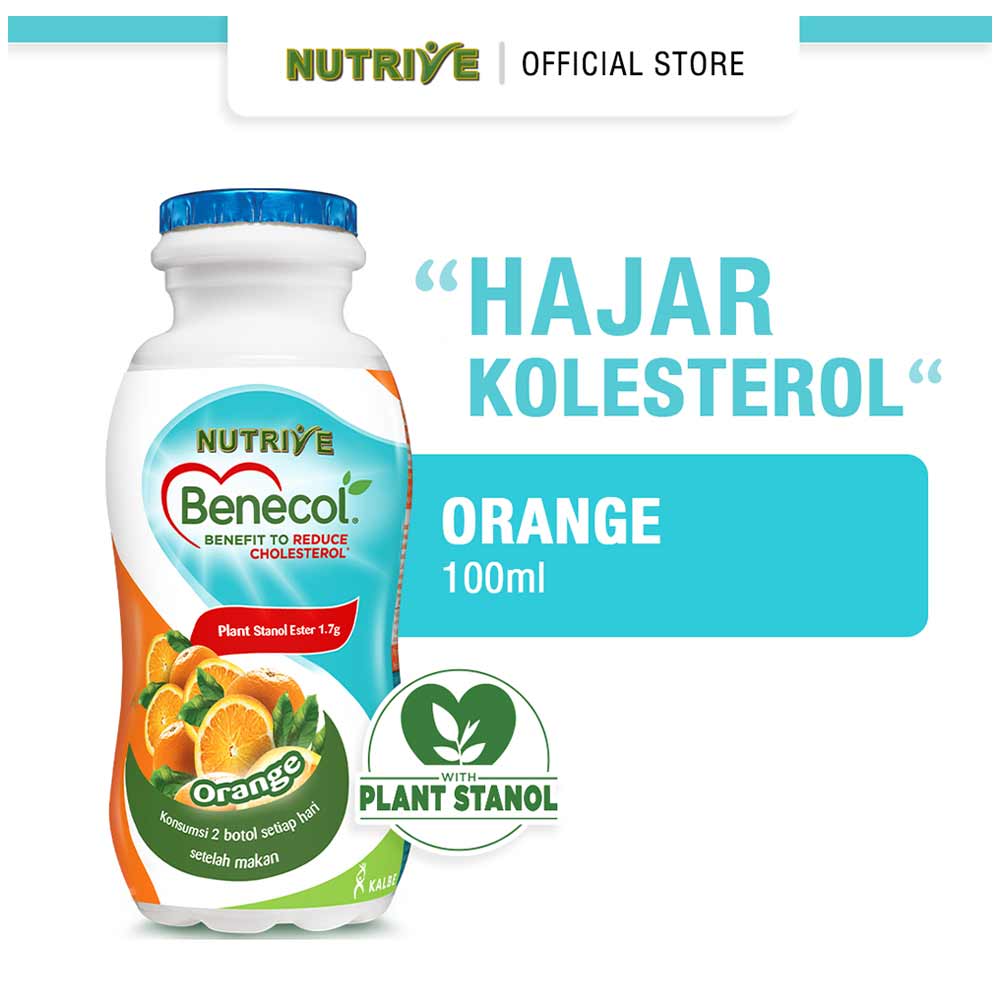 NUTRIVE | OFFICIAL STORE
“HAJAR
KOLESTEROL“
ORANGE
100ml
NUTRIVE
Benecol®
BENEFIT TO REDUCE
CHOLESTEROL*
Plant Stanol Ester 1.7g
Orange
Konsumsi 2 botol setiap hari
setelah makan
KALBE
WITH
PLANT STANOL